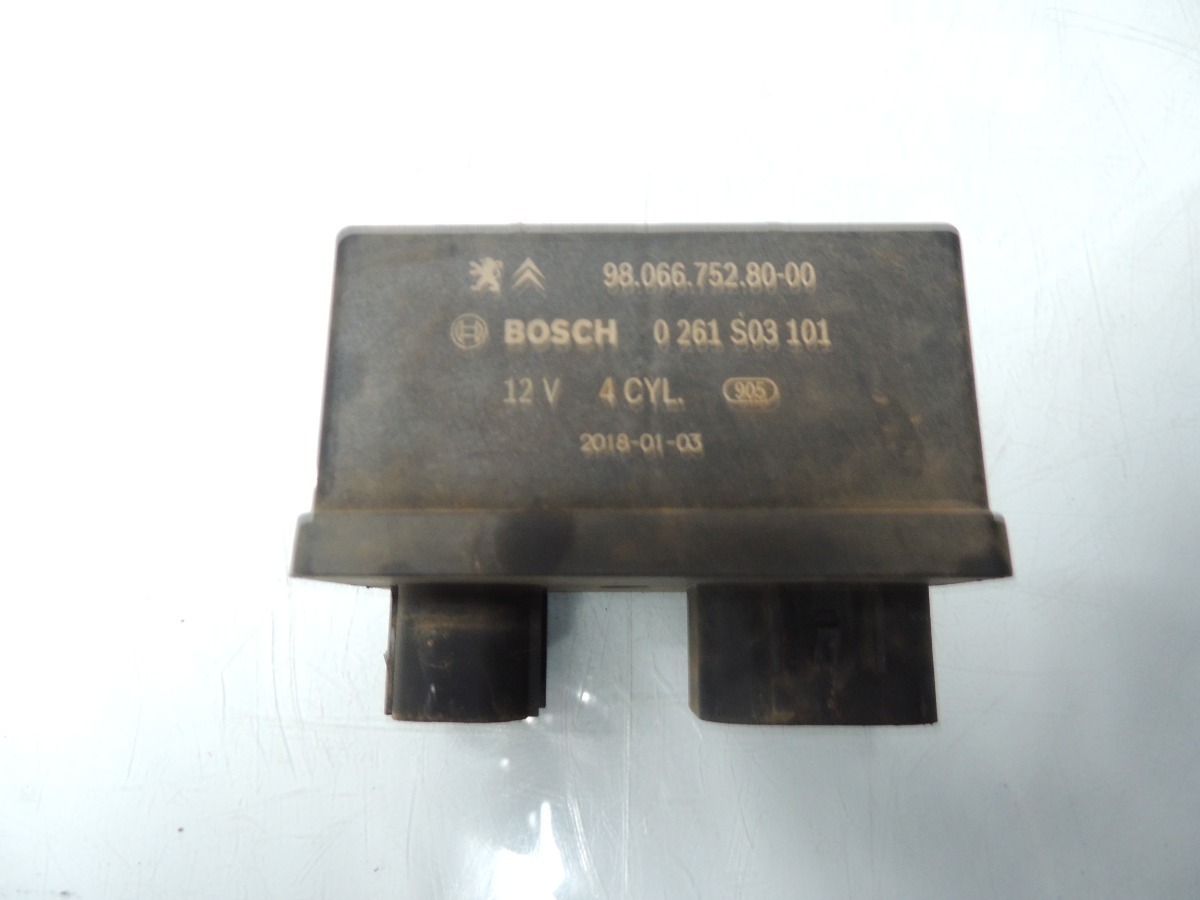 98.066.752.80-00
BOSCH 0 261 S03 101
12 V 4 CYL. 905
2018-01-03